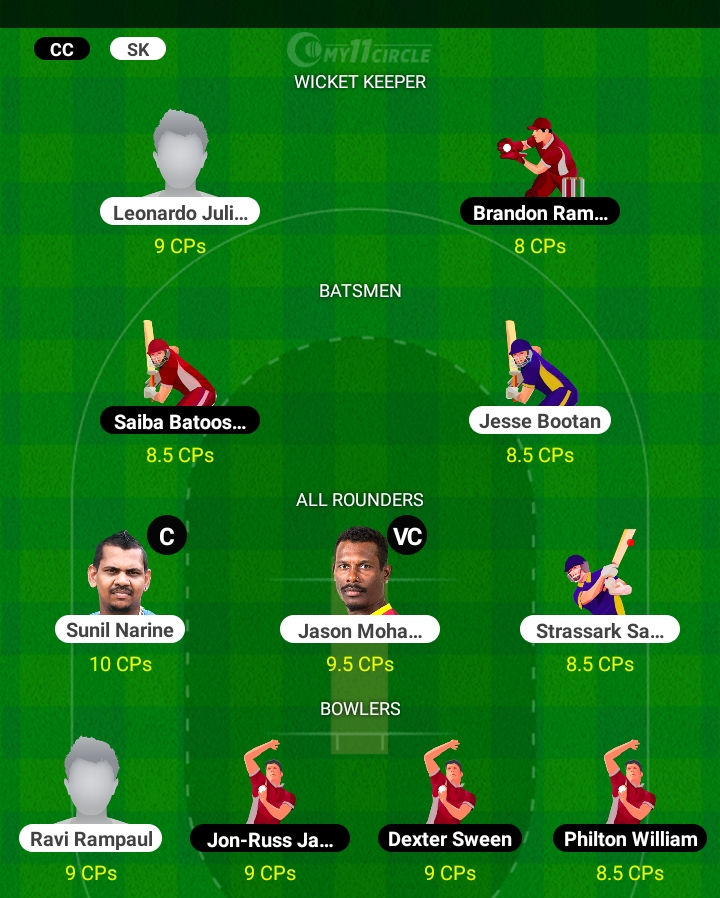 CC SK
MY11CIRCLE
WICKET KEEPER
Leonardo Juli... Brandon Ram...
9 CPs 8 CPs
BATSMEN
Saiba Batoos... Jesse Bootan
8.5 CPs 8.5 CPs
ALL ROUNDERS
C VC
Sunil Narine Jason Moha... Strassark Sa...
10 CPs 9.5 CPs 8.5 CPs
BOWLERS
Ravi Rampaul Jon-Russ Ja... Dexter Sween Philton William
9 CPs 9 CPs 9 CPs 8.5 CPs